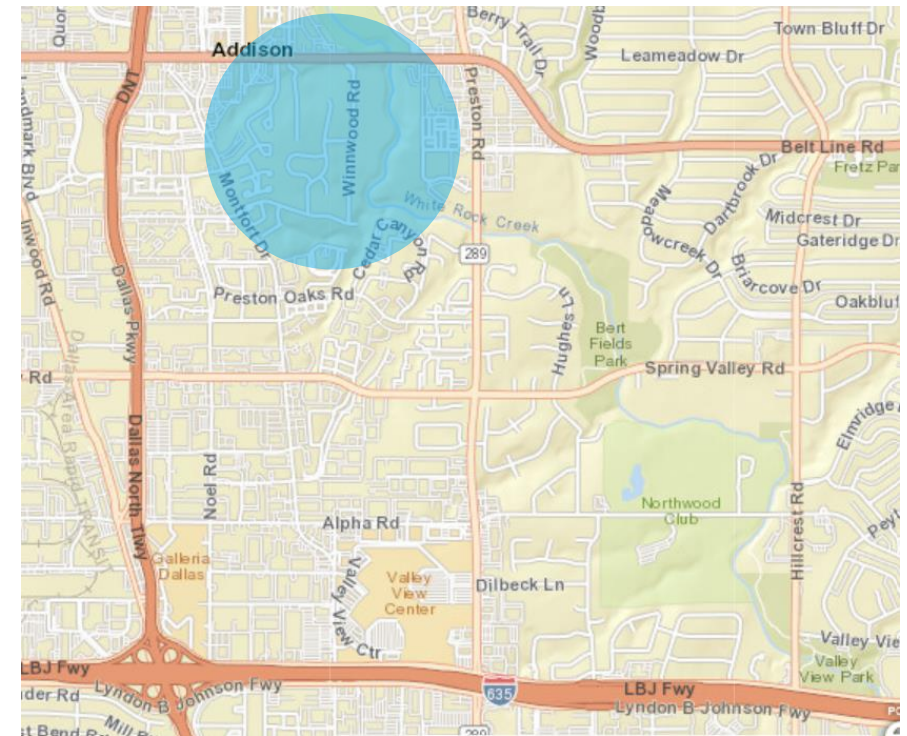 Berry Trail Dr
Town Bluff Dr
Addison
Leameadow Dr
DNT
Winnwood Rd
Preston Rd
Belt Line Rd
Fretz Par
Landmark Blvd
Inwood Rd
Montfort Dr
White Rock Creek
Meadowcreek Dr
Dartbrook Dr
Midcrest Dr
Gateridge Dr
Cedar Canyon Rd
289
Briarcove Dr
Oakbluf
Dallas Pkwy
Preston Oaks Rd
Hughes Ln
Bert
Fields
Park
Rd
Spring Valley Rd
Dallas Area Rapid TRANSIT
Dallas North Tlwy
Noel Rd
Northwood
Club
Hillcrest Rd
Alpha Rd
Galleria
Dallas
Valley View Ctr
Valley
View
Center
Dilbeck Ln
Valley Vie
Valley
View Park
LBJ Fwy
Lyndon B Johnson Fwy
635
LBJ Fwy
Lyndon B Johnson Fwy
der Rd
289